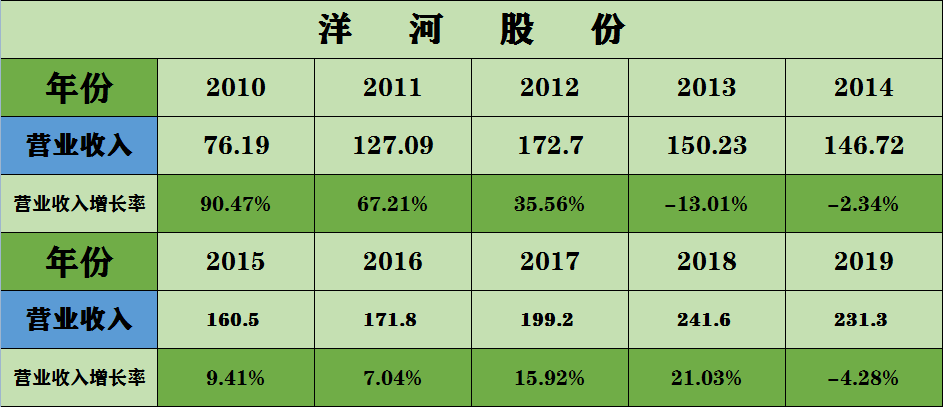 洋 河 股 份
年份 2010 2011 2012 2013 2014
营业收入 76.19 127.09 172.7 150.23 146.72
营业收入增长率 90.47% 67.21% 35.56% -13.01% -2.34%
年份 2015 2016 2017 2018 2019
营业收入 160.5 171.8 199.2 241.6 231.3
营业收入增长率 9.41% 7.04% 15.92% 21.03% -4.28%